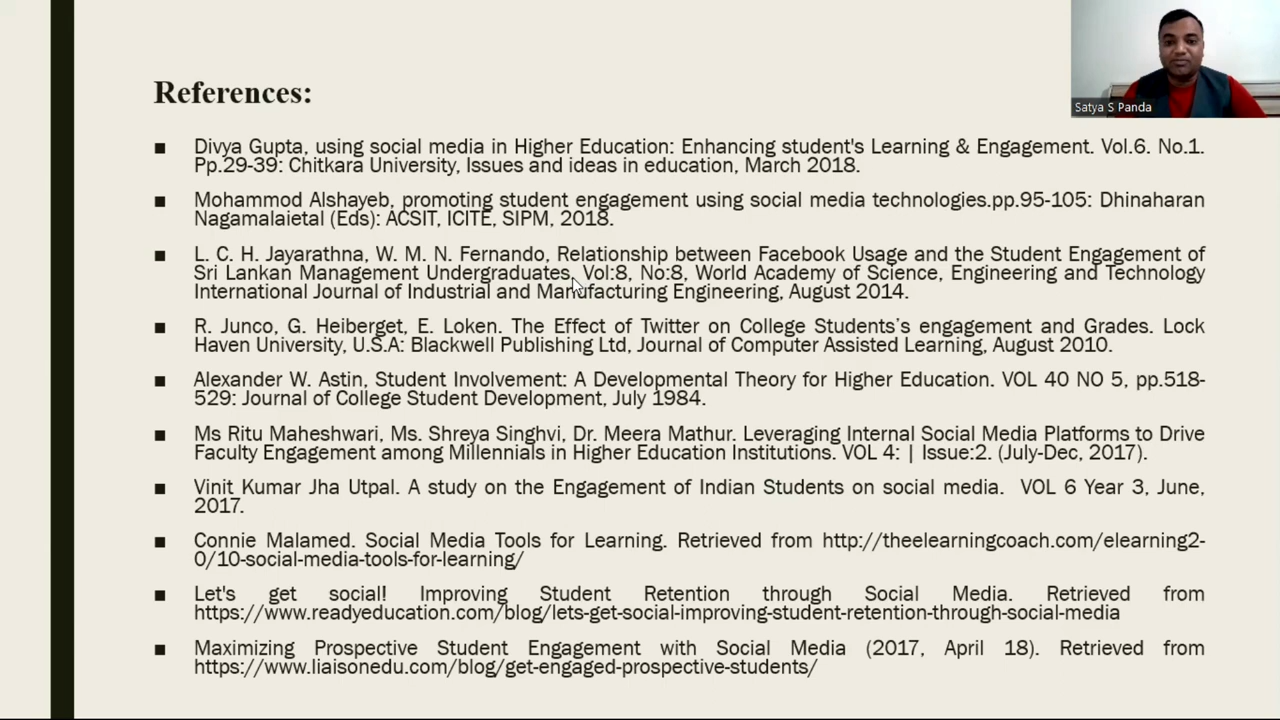 Satya S Panda
References:
■ Divya Gupta, using social media in Higher Education: Enhancing student's Learning & Engagement. Vol.6. No.1.
Pp.29-39: Chitkara University, Issues and ideas in education, March 2018.
■ Mohammod Alshayeb, promoting student engagement using social media technologies.pp.95-105: Dhinaharan
Nagamalaietal (Eds): ACSIT, ICITE, SIPM, 2018.
■ L. C. H. Jayarathna, W. M. N. Fernando, Relationship between Facebook Usage and the Student Engagement of
Sri Lankan Management Undergraduates, Vol:8, No:8, World Academy of Science, Engineering and Technology
International Journal of Industrial and Manufacturing Engineering, August 2014.
■ R. Junco, G. Heiberget, E. Loken. The Effect of Twitter on College Students's engagement and Grades. Lock
Haven University, U.S.A: Blackwell Publishing Ltd, Journal of Computer Assisted Learning, August 2010.
■ Alexander W. Astin, Student Involvement: A Developmental Theory for Higher Education. VOL 40 NO 5, pp.518-
529: Journal of College Student Development, July 1984.
■ Ms Ritu Maheshwari, Ms. Shreya Singhvi, Dr. Meera Mathur. Leveraging Internal Social Media Platforms to Drive
Faculty Engagement among Millennials in Higher Education Institutions. VOL 4: | Issue:2. (July-Dec, 2017).
■ Vinit Kumar Jha Utpal. A study on the Engagement of Indian Students on social media. VOL 6 Year 3, June,
2017.
■ Connie Malamed. Social Media Tools for Learning. Retrieved from http://theelearningcoach.com/elearning2-
0/10-social-media-tools-for-learning/
■ Let's get social! Improving Student Retention through Social Media. Retrieved from
https://www.readyeducation.com/blog/lets-get-social-improving-student-retention-through-social-media
■ Maximizing Prospective Student Engagement with Social Media (2017, April 18). Retrieved from
https://www.liaisonedu.com/blog/get-engaged-prospective-students/